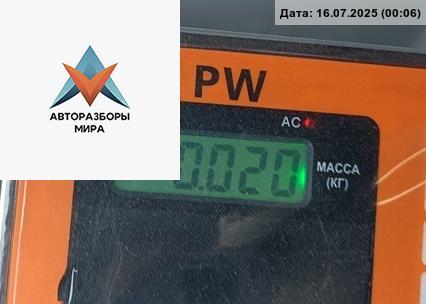 Дата: 16.07.2025 (00:06)
PW
АВТОРАЗБОРЫ
МИРА
AC
0.020
МАССА
(КГ)